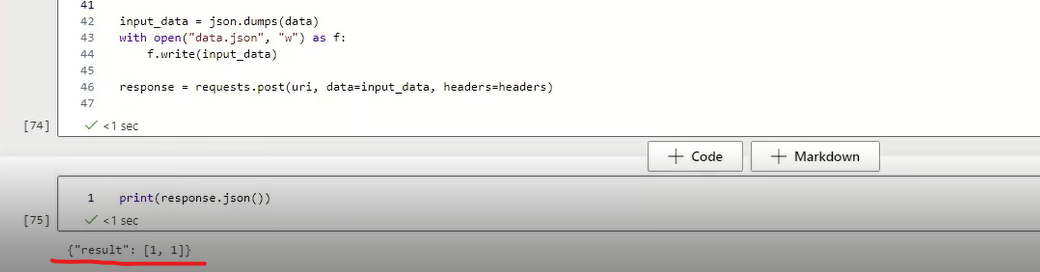 41
42 input_data = json.dumps(data)
43 with open("data.json", "w") as f:
44     f.write(input_data)
45
46 response = requests.post(uri, data=input_data, headers=headers)
47
[74] <1 sec
+ Code + Markdown
1 print(response.json())
[75] <1 sec
{"result": [1, 1]}